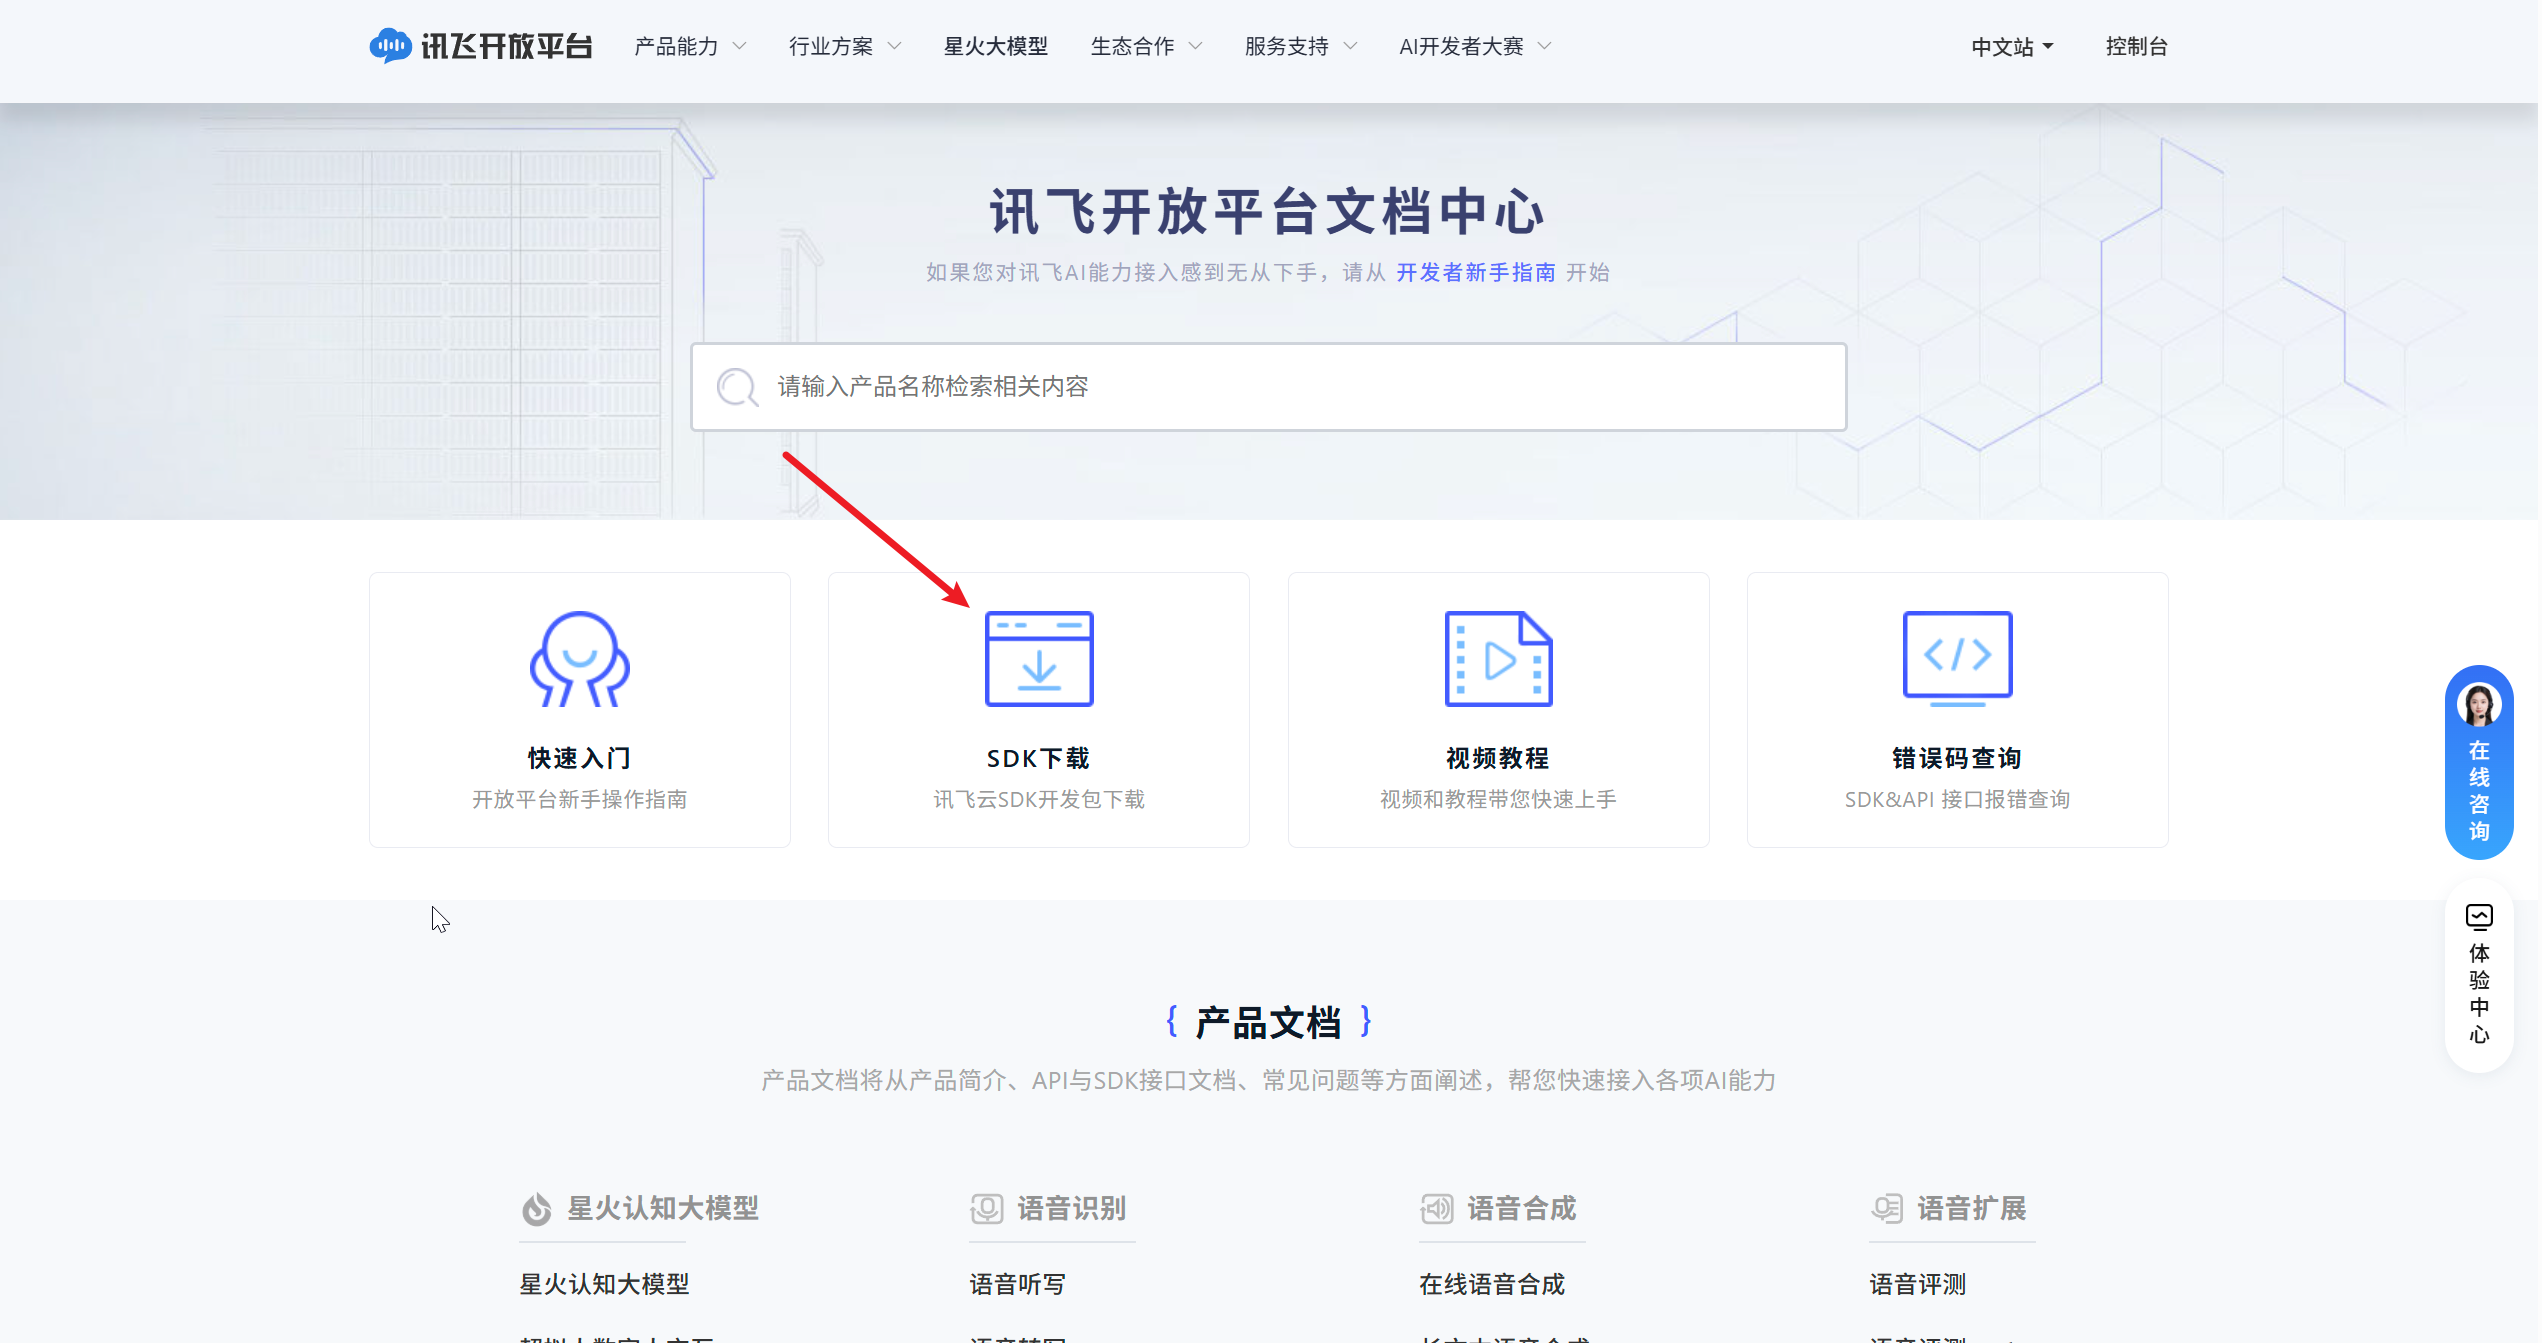 讯飞开放平台 产品能力 行业方案 星火大模型 生态合作 服务支持 AI开发者大赛 中文站 控制台
讯飞开放平台文档中心
如果您对讯飞AI能力接入感到无从下手，请从 开发者新手指南 开始
请输入产品名称检索相关内容
快速入门
开放平台新手操作指南
SDK下载
讯飞云SDK开发包下载
视频教程
视频和教程带您快速上手
错误码查询
SDK&API 接口报错查询
在线咨询
体验中心
{ 产品文档 }
产品文档将从产品简介、API与SDK接口文档、常见问题等方面阐述，帮您快速接入各项AI能力
星火认知大模型 语音识别 语音合成 语音扩展
星火认知大模型 语音听写 在线语音合成 语音评测